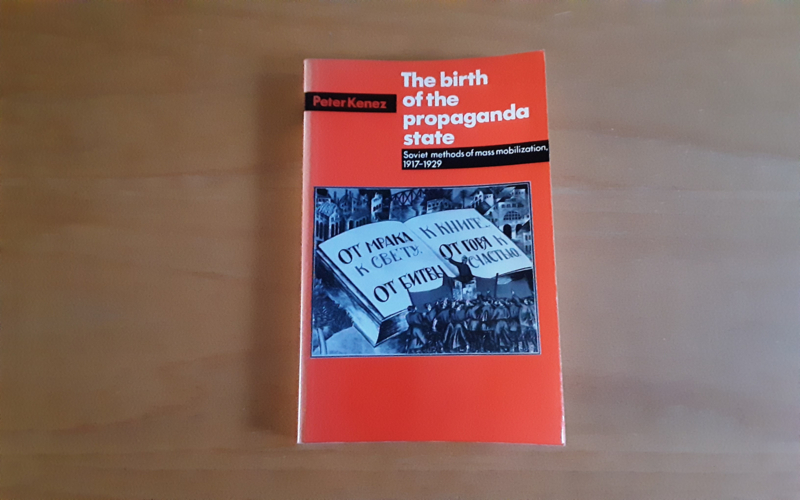 The birth
of the
propaganda
state
Peter Kenez
Soviet methods of mass mobilization,
1917–1929
ОТ МРАКА
К СВЕТУ.
ОТ БИТВЫ
К КНИГЕ.
ОТ ГОРЯ К
СЧАСТЬЮ